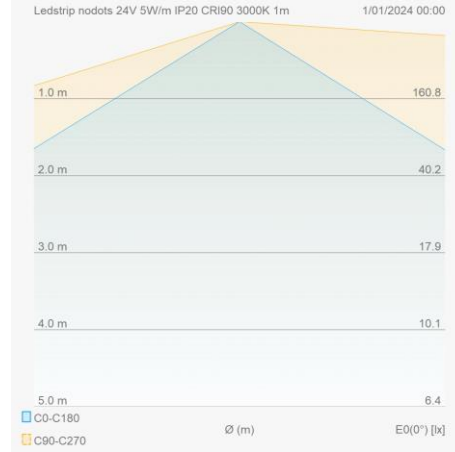 Ledstrip nodots 24V 5W/m IP20 CRI90 3000K 1m 1/01/2024 00:00
1.0 m 160.8
2.0 m 40.2
3.0 m 17.9
4.0 m 10.1
5.0 m 6.4
C0-C180
Ø (m) E0(0°) [lx]
C90-C270